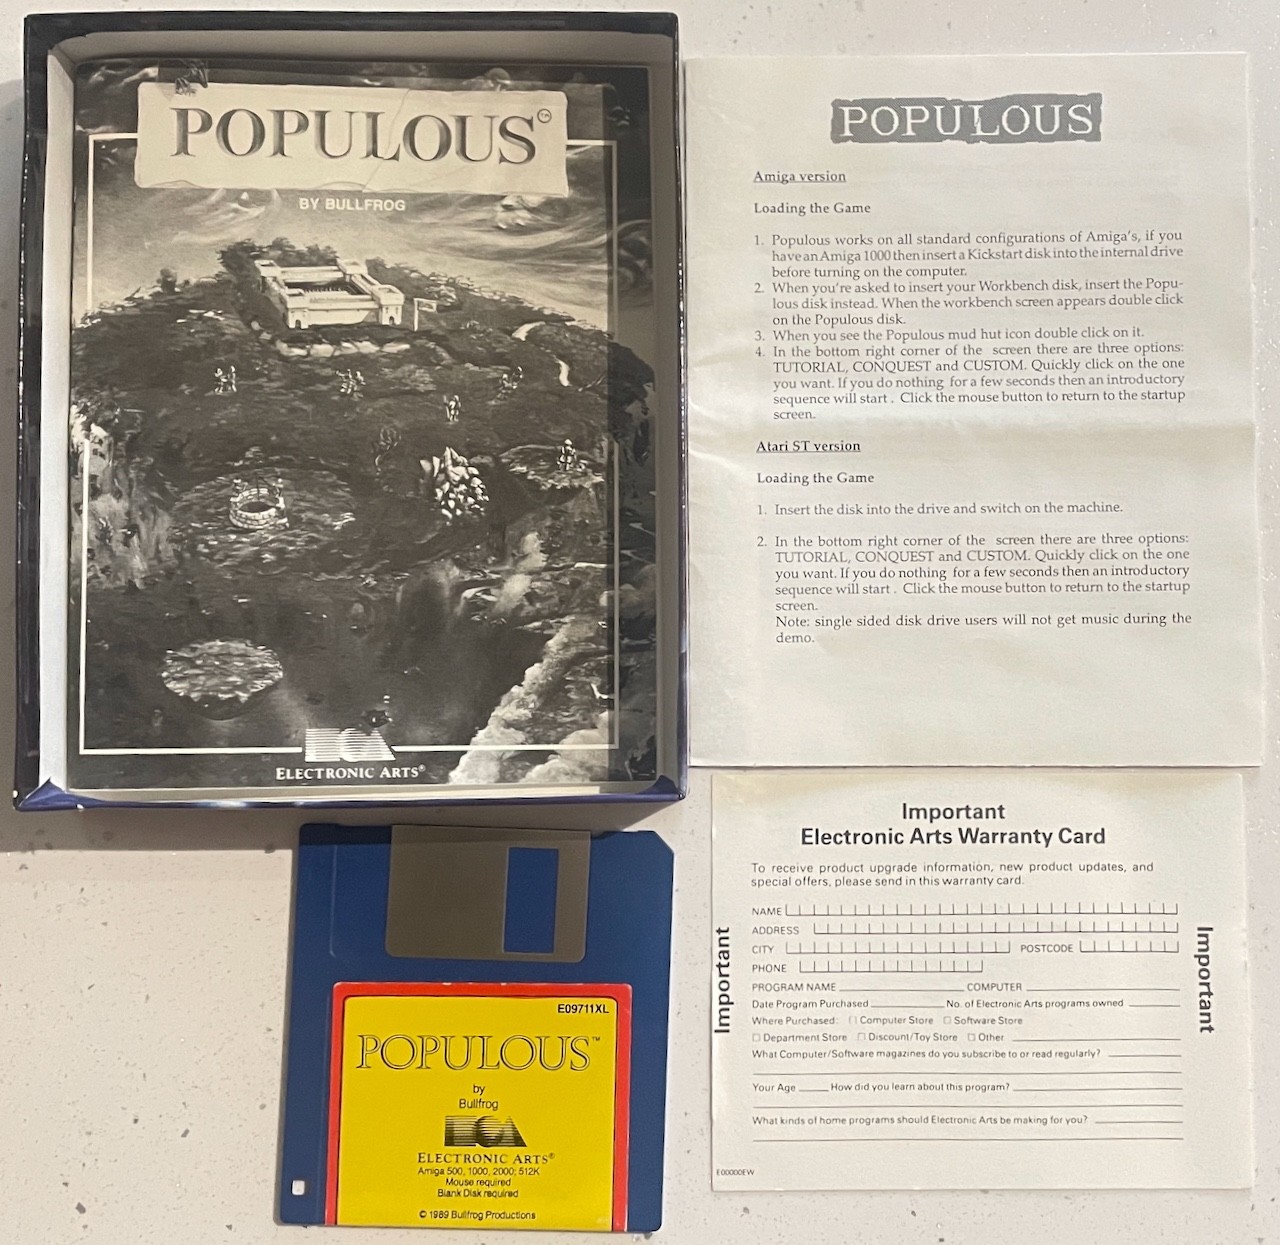 POPULOUS™
BY BULLFROG
ELECTRONIC ARTS®
POPULOUS
Amiga version
Loading the Game
1. Populous works on all standard configurations of Amiga's, if you
have an Amiga 1000 then insert a Kickstart disk into the internal drive
before turning on the computer.
2. When you're asked to insert your Workbench disk, insert the Popu-
lous disk instead. When the workbench screen appears double click
on the Populous disk.
3. When you see the Populous mud hut icon double click on it.
4. In the bottom right corner of the screen there are three options:
TUTORIAL, CONQUEST and CUSTOM. Quickly click on the one
you want. If you do nothing for a few seconds then an introductory
sequence will start . Click the mouse button to return to the startup
screen.
Atari ST version
Loading the Game
1. Insert the disk into the drive and switch on the machine.
2. In the bottom right corner of the screen there are three options:
TUTORIAL, CONQUEST and CUSTOM. Quickly click on the one
you want. If you do nothing for a few seconds then an introductory
sequence will start . Click the mouse button to return to the startup
screen.
Note: single sided disk drive users will not get music during the
demo.
E09711XL
POPULOUS™
by
Bullfrog
ELECTRONIC ARTS®
Amiga 500, 1000, 2000; 512K
Mouse required
Blank Disk required
© 1989 Bullfrog Productions
Important
Electronic Arts Warranty Card
To receive product upgrade information, new product updates, and
special offers, please send in this warranty card.
NAME
ADDRESS
CITY POSTCODE
PHONE
PROGRAM NAME COMPUTER
Date Program Purchased No. of Electronic Arts programs owned
Where Purchased: Computer Store Software Store
Department Store Discount/Toy Store Other
What Computer/Software magazines do you subscribe to or read regularly?
Your Age How did you learn about this program?
What kinds of home programs should Electronic Arts be making for you?
E00000EW
Important
Important